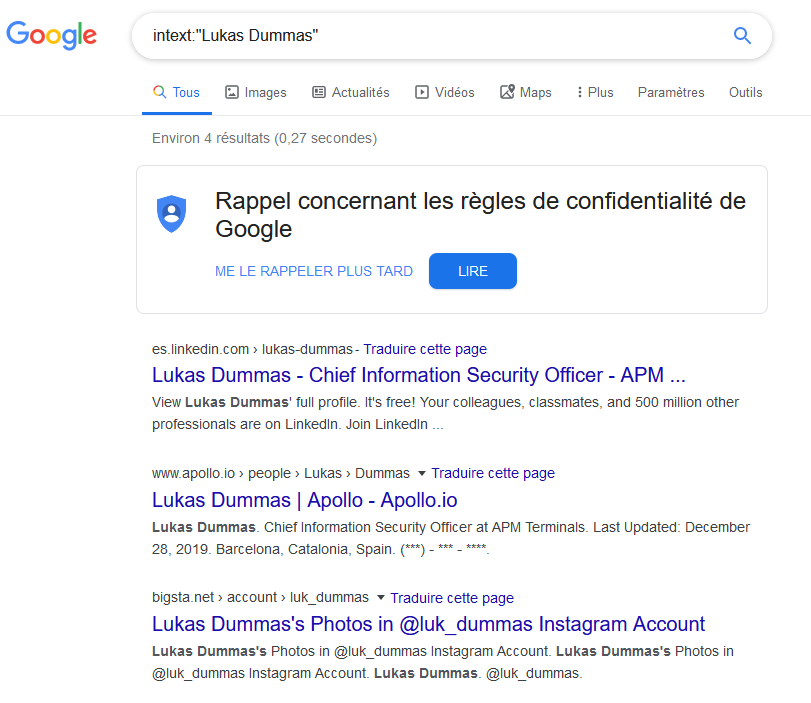 Google
intext:"Lukas Dummas"
Tous Images Actualités Vidéos Maps Plus Paramètres Outils
Environ 4 résultats (0,27 secondes)
Rappel concernant les règles de confidentialité de
Google
ME LE RAPPELER PLUS TARD LIRE
es.linkedin.com › lukas-dummas - Traduire cette page
Lukas Dummas - Chief Information Security Officer - APM ...
View Lukas Dummas' full profile. It's free! Your colleagues, classmates, and 500 million other
professionals are on LinkedIn. Join LinkedIn ...
www.apollo.io › people › Lukas › Dummas ▾ Traduire cette page
Lukas Dummas | Apollo - Apollo.io
Lukas Dummas. Chief Information Security Officer at APM Terminals. Last Updated: December
28, 2019. Barcelona, Catalonia, Spain. (***) - *** - ****.
bigsta.net › account › luk_dummas ▾ Traduire cette page
Lukas Dummas's Photos in @luk_dummas Instagram Account
Lukas Dummas's Photos in @luk_dummas Instagram Account. Lukas Dummas's Photos in
@luk_dummas Instagram Account. Lukas Dummas. @luk_dummas.